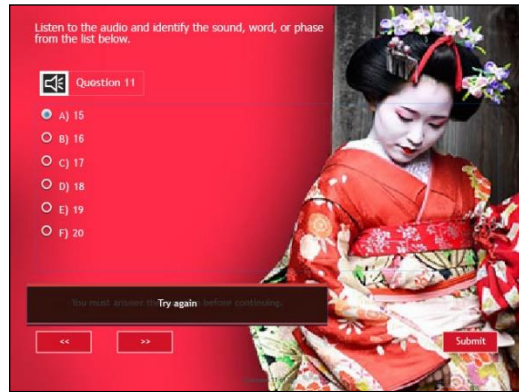 Listen to the audio and identify the sound, word, or phase
from the list below.
Question 11
A) 15
B) 16
C) 17
D) 18
E) 19
F) 20
You must answer the Try again before continuing.
<<
>>
Submit